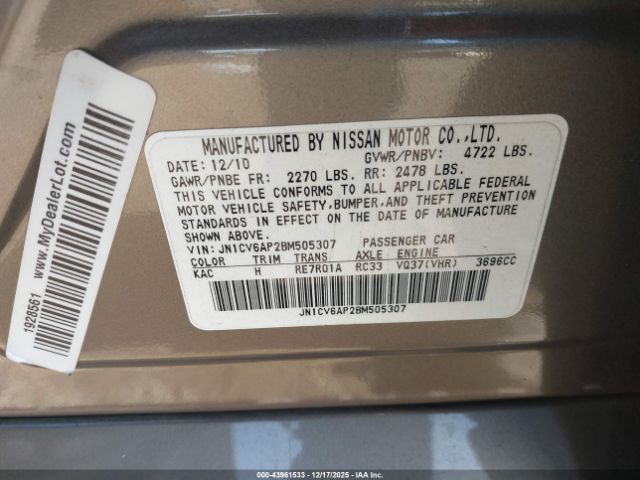 MANUFACTURED BY NISSAN MOTOR CO.,LTD.
DATE: 12/10 GVWR/PNBV: 4722 LBS.
GAWR/PNBE FR: 2270 LBS. RR: 2478 LBS.
THIS VEHICLE CONFORMS TO ALL APPLICABLE FEDERAL
MOTOR VEHICLE SAFETY,BUMPER,AND THEFT PREVENTION
STANDARDS IN EFFECT ON THE DATE OF MANUFACTURE
SHOWN ABOVE.
VIN:JN1CV6AP2BM505307 PASSENGER CAR
COLOR TRIM TRANS AXLE ENGINE
KAC H RE7R01A RC33 VQ37(VHR) 3696CC
JN1CV6AP2BM505307
www.MyDealerLot.com
1928561
© IAA - 43961533 - 12/17/2025 - IAA, Inc.